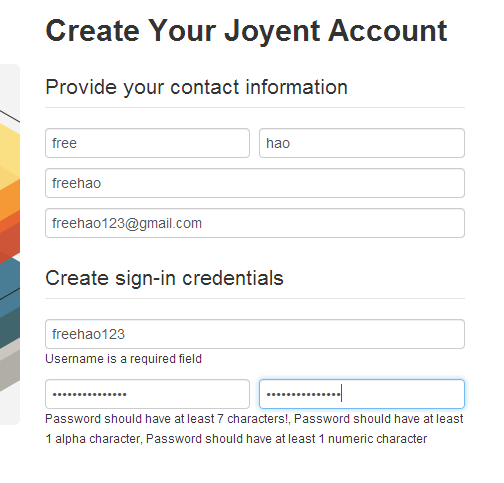 Create Your Joyent Account
Provide your contact information
free hao
freehao
freehao123@gmail.com
Create sign-in credentials
freehao123
Username is a required field
••••••••••••••• •••••••••••••••
Password should have at least 7 characters!, Password should have at least
1 alpha character, Password should have at least 1 numeric character